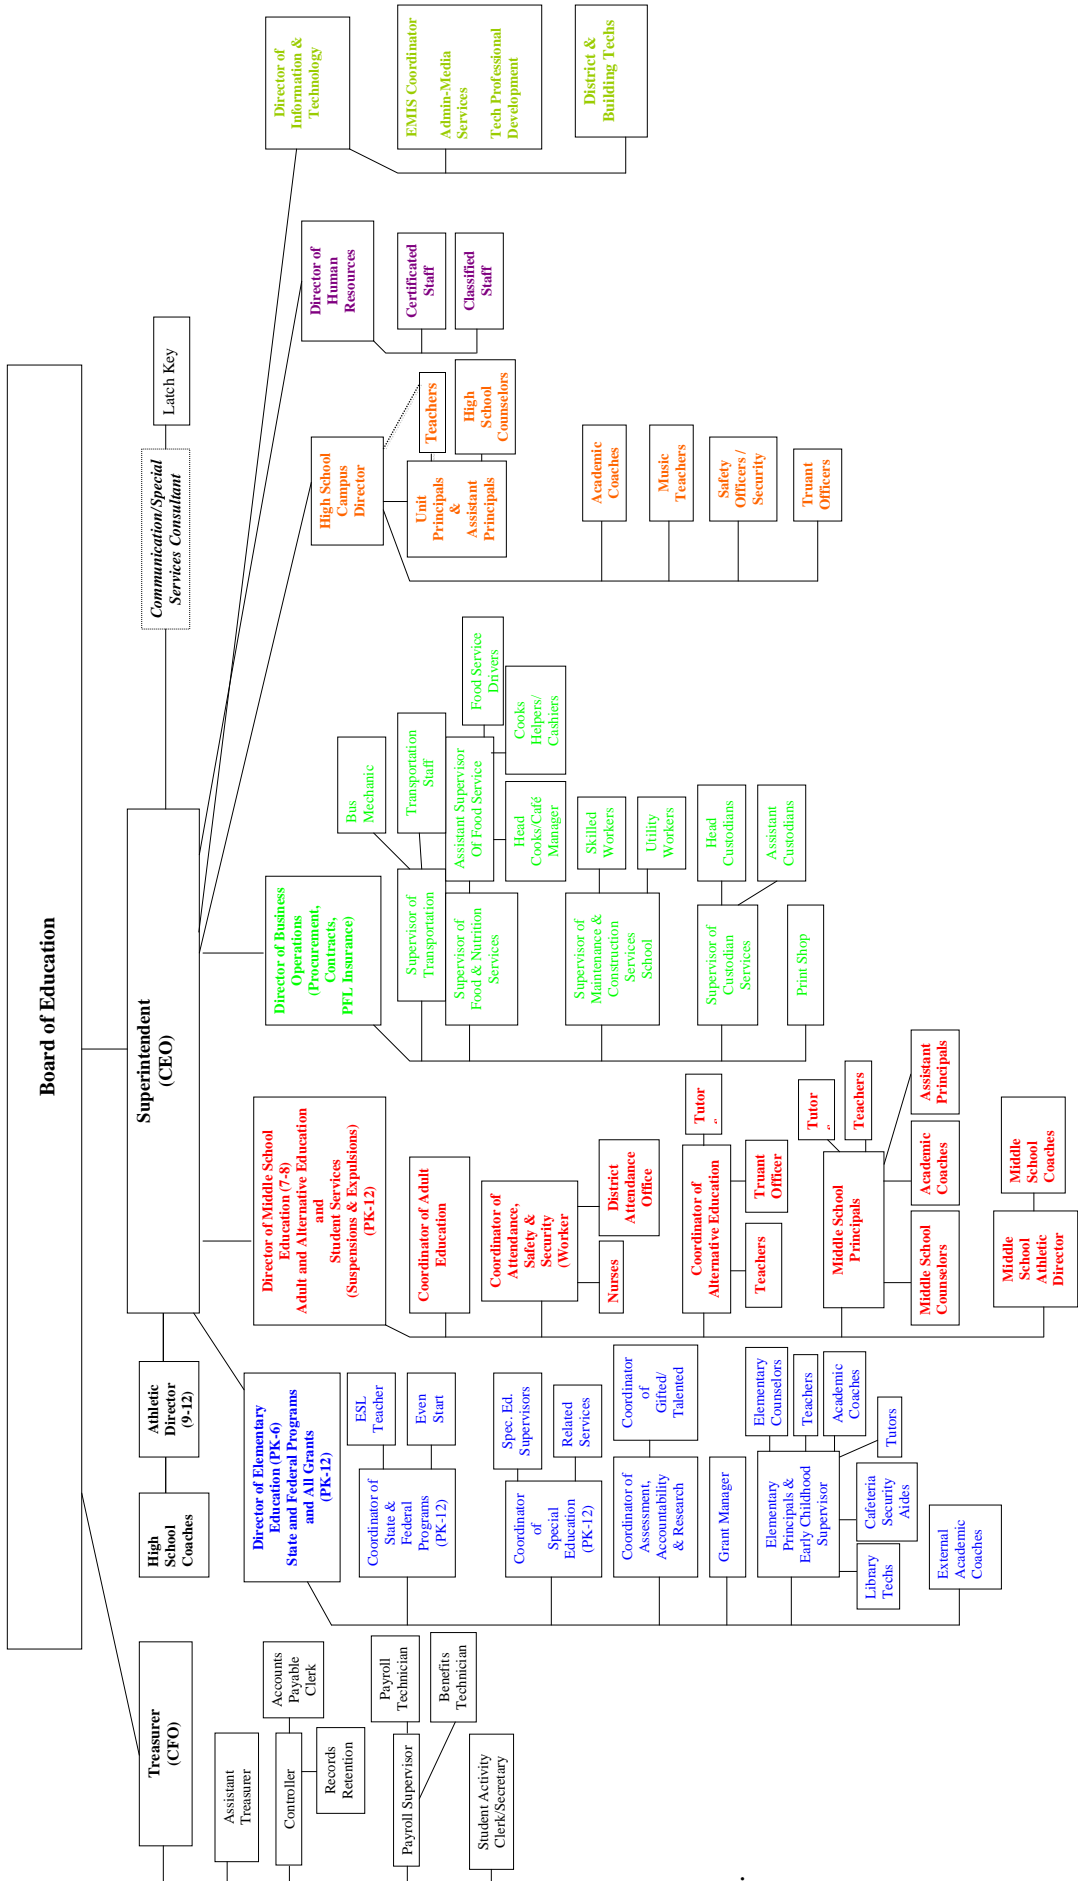 Board of Education
Treasurer
(CFO)
Superintendent
(CEO)
High
School
Coaches
Athletic
Director
(9-12)
Communication/Special
Services Consultant
Latch Key
Assistant
Treasurer
Controller
Accounts
Payable
Clerk
Records
Retention
Payroll Supervisor
Payroll
Technician
Benefits
Technician
Student Activity
Clerk/Secretary
Director of Elementary
Education (PK-6)
State and Federal Programs
and All Grants
(PK-12)
Coordinator of
State &
Federal
Programs
(PK-12)
ESL
Teacher
Even
Start
Coordinator
of
Special
Education
(PK-12)
Spec. Ed.
Supervisors
Related
Services
Coordinator of
Assessment,
Accountability
& Research
Coordinator
of
Gifted/
Talented
Grant Manager
Elementary
Principals &
Early Childhood
Supervisor
Elementary
Counselors
Teachers
Academic
Coaches
Tutors
Library
Techs
Cafeteria
Security
Aides
External
Academic
Coaches
Director of Middle School
Education (7-8)
Adult and Alternative Education
and
Student Services
(Suspensions & Expulsions)
(PK-12)
Coordinator of Adult
Education
Coordinator of
Attendance,
Safety &
Security
(Worker
Nurses
District
Attendance
Office
Coordinator of
Alternative Education
Tutor
Teachers
Truant
Officer
Middle School
Principals
Tutor
Teachers
Middle School
Counselors
Academic
Coaches
Assistant
Principals
Middle
School
Athletic
Director
Middle
School
Coaches
Director of Business
Operations
(Procurement,
Contracts,
PFL Insurance)
Supervisor of
Transportation
Bus
Mechanic
Transportation
Staff
Supervisor of
Food & Nutrition
Services
Assistant Supervisor
Of Food Service
Food Service
Drivers
Head
Cooks/Café
Manager
Cooks
Helpers/
Cashiers
Supervisor of
Maintenance &
Construction
Services
School
Skilled
Workers
Utility
Workers
Supervisor of
Custodian
Services
Head
Custodians
Assistant
Custodians
Print Shop
High School
Campus
Director
Unit
Principals
&
Assistant
Principals
Teachers
High
School
Counselors
Academic
Coaches
Music
Teachers
Safety
Officers /
Security
Truant
Officers
Director of
Human
Resources
Certificated
Staff
Classified
Staff
Director of
Information &
Technology
EMIS Coordinator
Admin-Media
Services
Tech Professional
Development
District &
Building Techs